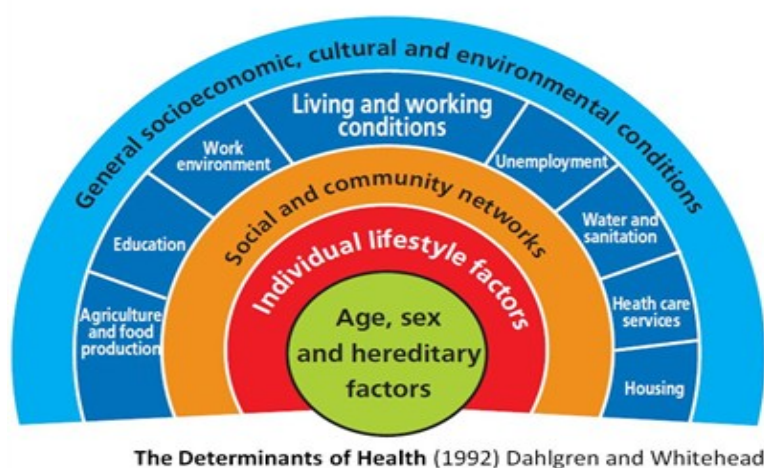 General socioeconomic, cultural and environmental conditions
Living and working
conditions
Work
environment
Unemployment
Education
Water and
sanitation
Agriculture
and food
production
Heath care
services
Housing
Social and community networks
Individual lifestyle factors
Age, sex
and hereditary
factors
The Determinants of Health (1992) Dahlgren and Whitehead